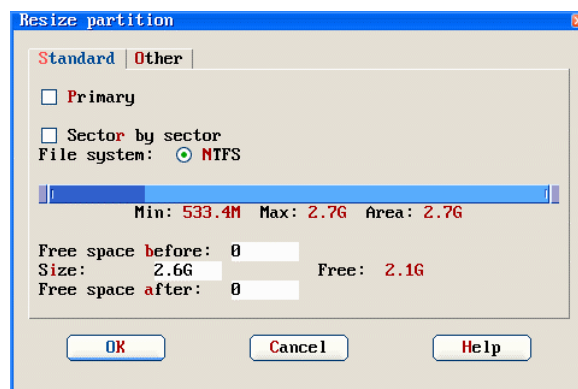 Resize partition
Standard Other
Primary
Sector by sector
File system: NTFS
Min: 533.4M Max: 2.7G Area: 2.7G
Free space before: 0
Size: 2.6G Free: 2.1G
Free space after: 0
OK Cancel Help